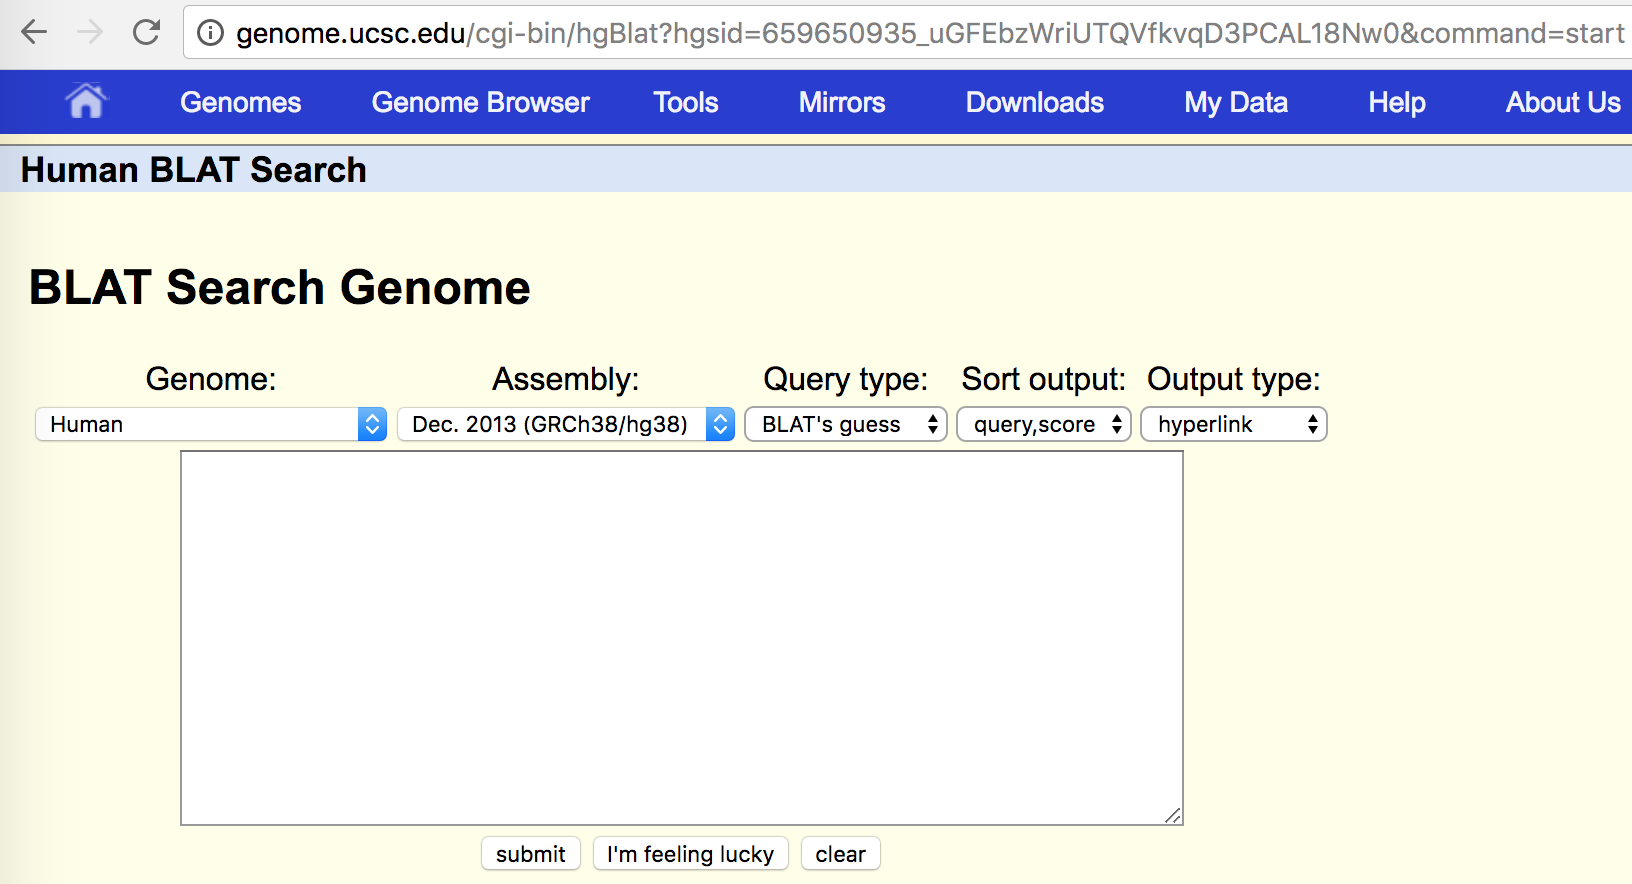 genome.ucsc.edu/cgi-bin/hgBlat?hgsid=659650935_uGFEbzWriUTQVfkvqD3PCAL18Nw0&command=start
Genomes Genome Browser Tools Mirrors Downloads My Data Help About Us
Human BLAT Search
BLAT Search Genome
Genome: Assembly: Query type: Sort output: Output type:
Human Dec. 2013 (GRCh38/hg38) BLAT's guess query,score hyperlink
submit I'm feeling lucky clear